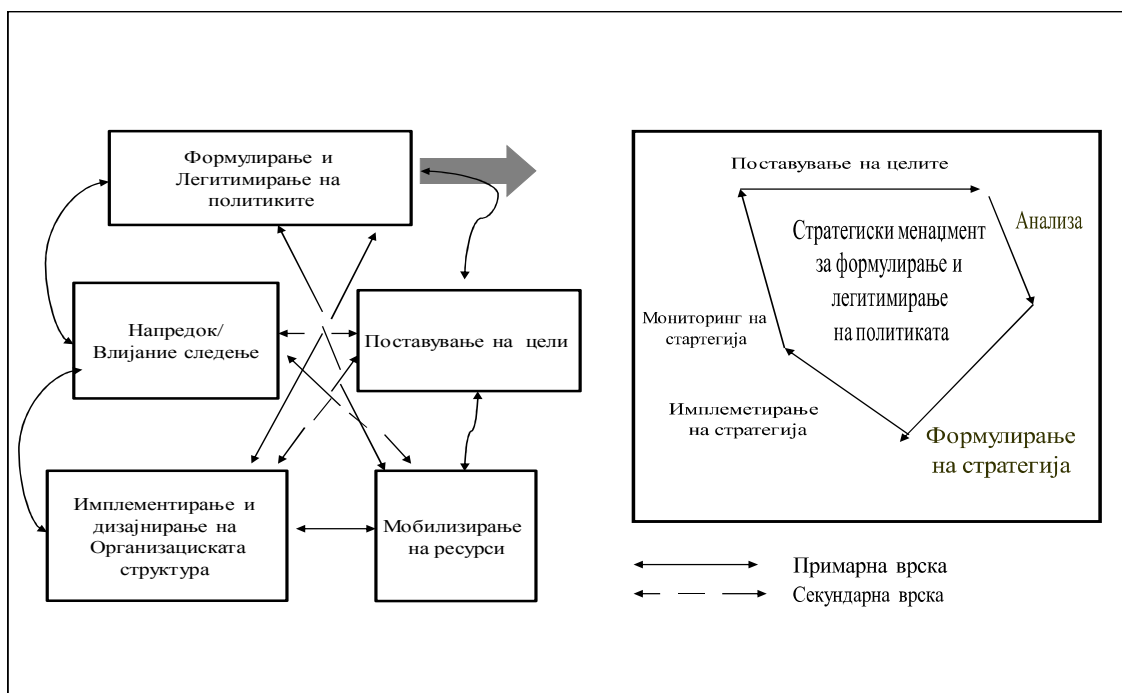 Формулирање и
Легитимирање на
политиките
Напредок/
Влијание следење
Поставување на цели
Имплементирање и
дизајнирање на
Организациската
структура
Мобилизирање
на ресурси
Поставување на целите
Анализа
Стратегиски менаџмент
за формулирање и
легитимирање
на политиката
Мониторинг на
стартегија
Имплеметирање
на стратегија
Формулирање
на стратегија
Примарна врска
Секундарна врска